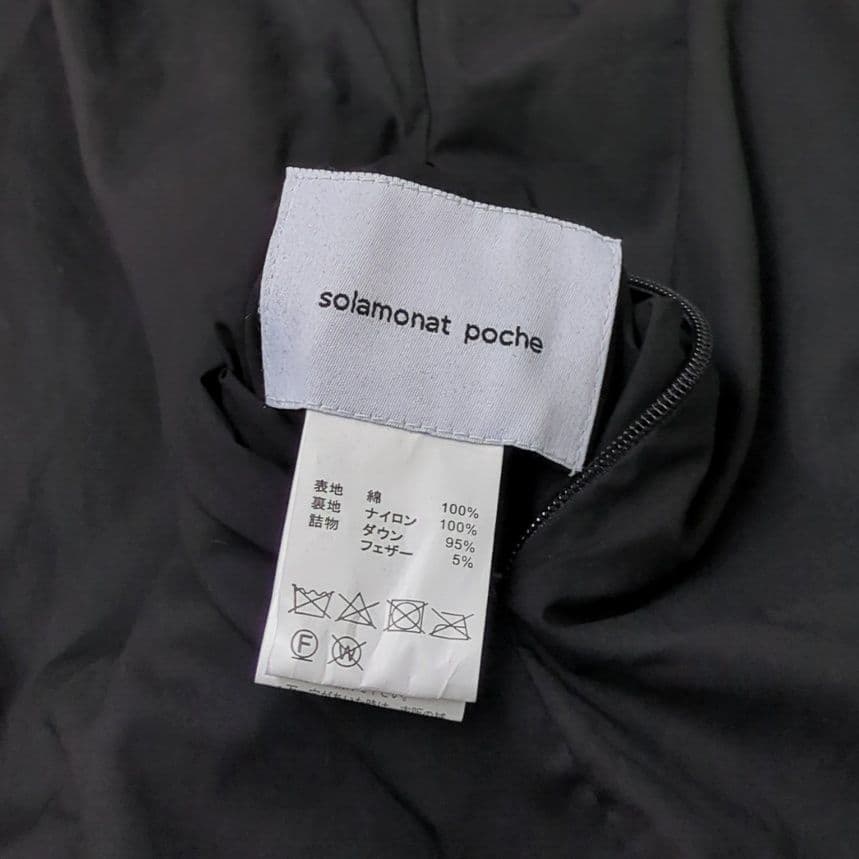 solamonat poche
表地 綿 100%
裏地 ナイロン 100%
詰物 ダウン 95%
フェザー 5%
F
W